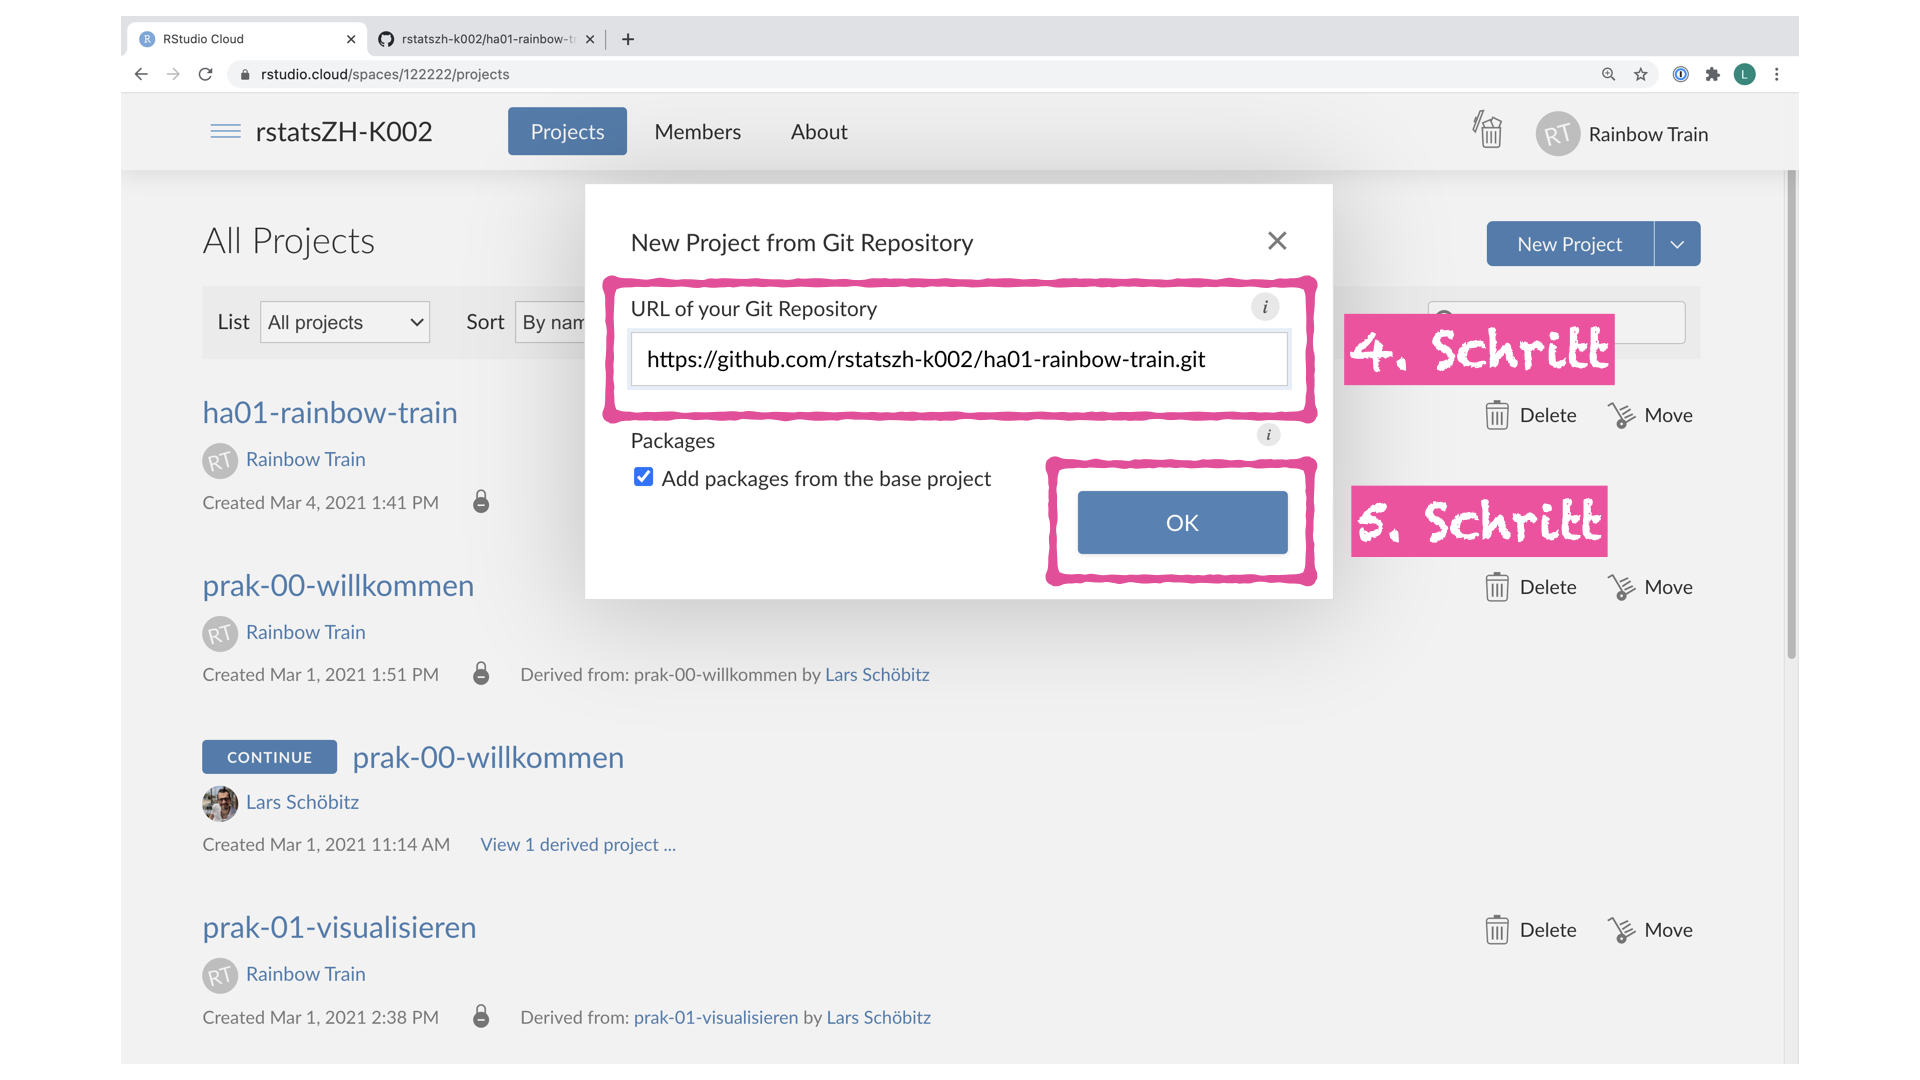 RStudio Cloud
rstatszh-k002/ha01-rainbow-t
rstudio.cloud/spaces/122222/projects
L
rstatsZH-K002
Projects
Members
About
RT
Rainbow Train
All Projects
New Project
List
All projects
Sort
By nam
New Project from Git Repository
URL of your Git Repository
i
https://github.com/rstatszh-k002/ha01-rainbow-train.git
4. Schritt
Packages
i
Add packages from the base project
OK
5. Schritt
ha01-rainbow-train
Delete
Move
RT
Rainbow Train
Created Mar 4, 2021 1:41 PM
prak-00-willkommen
Delete
Move
RT
Rainbow Train
Created Mar 1, 2021 1:51 PM
Derived from: prak-00-willkommen by Lars Schöbitz
CONTINUE
prak-00-willkommen
Lars Schöbitz
Created Mar 1, 2021 11:14 AM
View 1 derived project ...
prak-01-visualisieren
Delete
Move
RT
Rainbow Train
Created Mar 1, 2021 2:38 PM
Derived from: prak-01-visualisieren by Lars Schöbitz